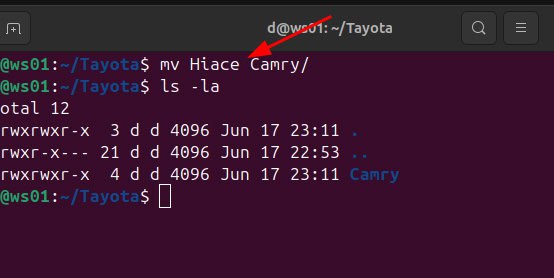 d@ws01: ~/Tayota
@ws01:~/Tayota$ mv Hiace Camry/
@ws01:~/Tayota$ ls -la
otal 12
rwxrwxr-x  3 d d 4096 Jun 17 23:11 .
rwxr-x--- 21 d d 4096 Jun 17 22:53 ..
rwxrwxr-x  4 d d 4096 Jun 17 23:11 Camry
@ws01:~/Tayota$